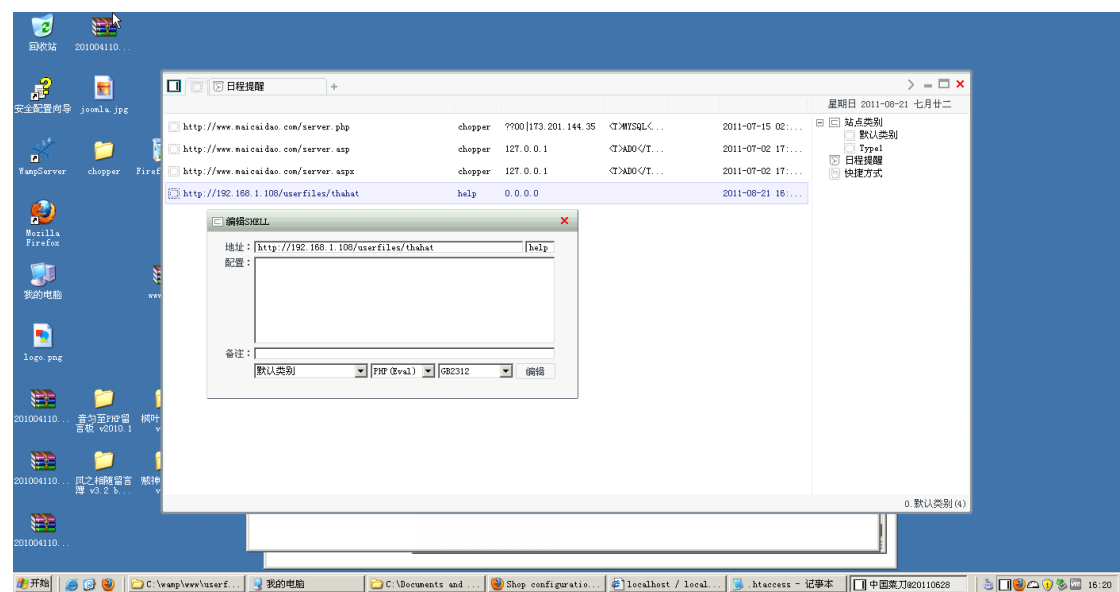 回收站
201004110...
安全配置向导
joomla.jpg
WampServer
chopper
Firef
Mozilla
Firefox
我的电脑
www
logo.png
201004110...
音匀至PHP留
言板 v2010.1
枫叶
v
201004110...
风之相随留言
簿 v3.2 b...
贼神
v
201004110...
日程提醒
+
星期日 2011-08-21 七月廿二
http://www.maicaidao.com/server.php chopper ??00|173.201.144.35 <T>MYSQL<... 2011-07-15 02:...
http://www.maicaidao.com/server.asp chopper 127.0.0.1 <T>ADO</T... 2011-07-02 17:...
http://www.maicaidao.com/server.aspx chopper 127.0.0.1 <T>ADO</T... 2011-07-02 17:...
http://192.168.1.108/userfiles/thahat help 0.0.0.0 2011-08-21 16:...
站点类别
默认类别
Type1
日程提醒
快捷方式
编辑SHELL
地址: http://192.168.1.108/userfiles/thahat help
配置:
备注:
默认类别 PHP(Eval) GB2312 编辑
0.默认类别(4)
开始 C:\wamp\www\userf... 我的电脑 C:\Documents and ... Shop configuratio... localhost / local... .htaccess - 记事本 中国菜刀@20110628 16:20